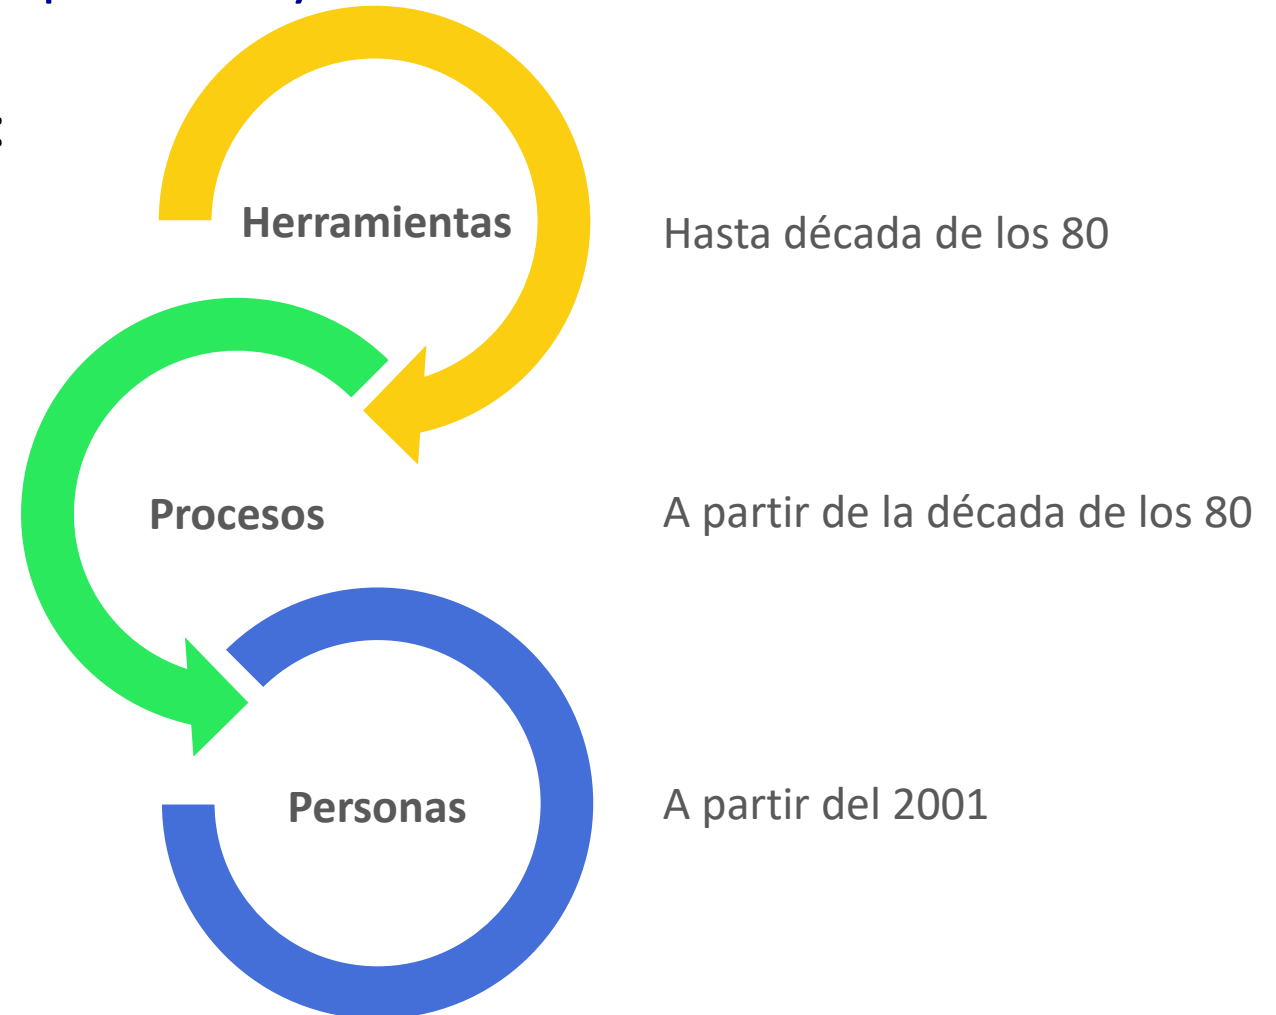 :
Herramientas
Hasta década de los 80
Procesos
A partir de la década de los 80
Personas
A partir del 2001